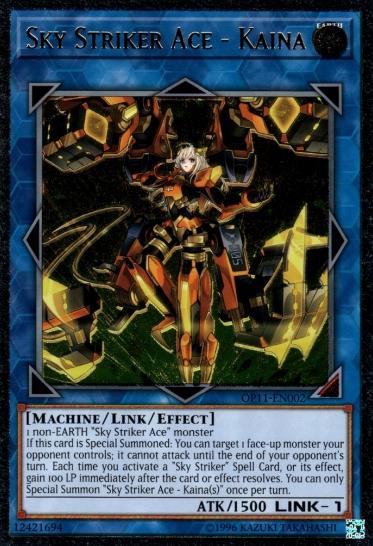 SKY STRIKER ACE - KAINA
EARTH
OP11-EN002
[MACHINE/LINK/EFFECT]
1 non-EARTH "Sky Striker Ace" monster
If this card is Special Summoned: You can target 1 face-up monster your
opponent controls; it cannot attack until the end of your opponent's
turn. Each time you activate a "Sky Striker" Spell Card, or its effect,
gain 100 LP immediately after the card or effect resolves. You can only
Special Summon "Sky Striker Ace - Kaina(s)" once per turn.
ATK/1500 LINK-1
12421694
©1996 KAZUKI TAKAHASHI